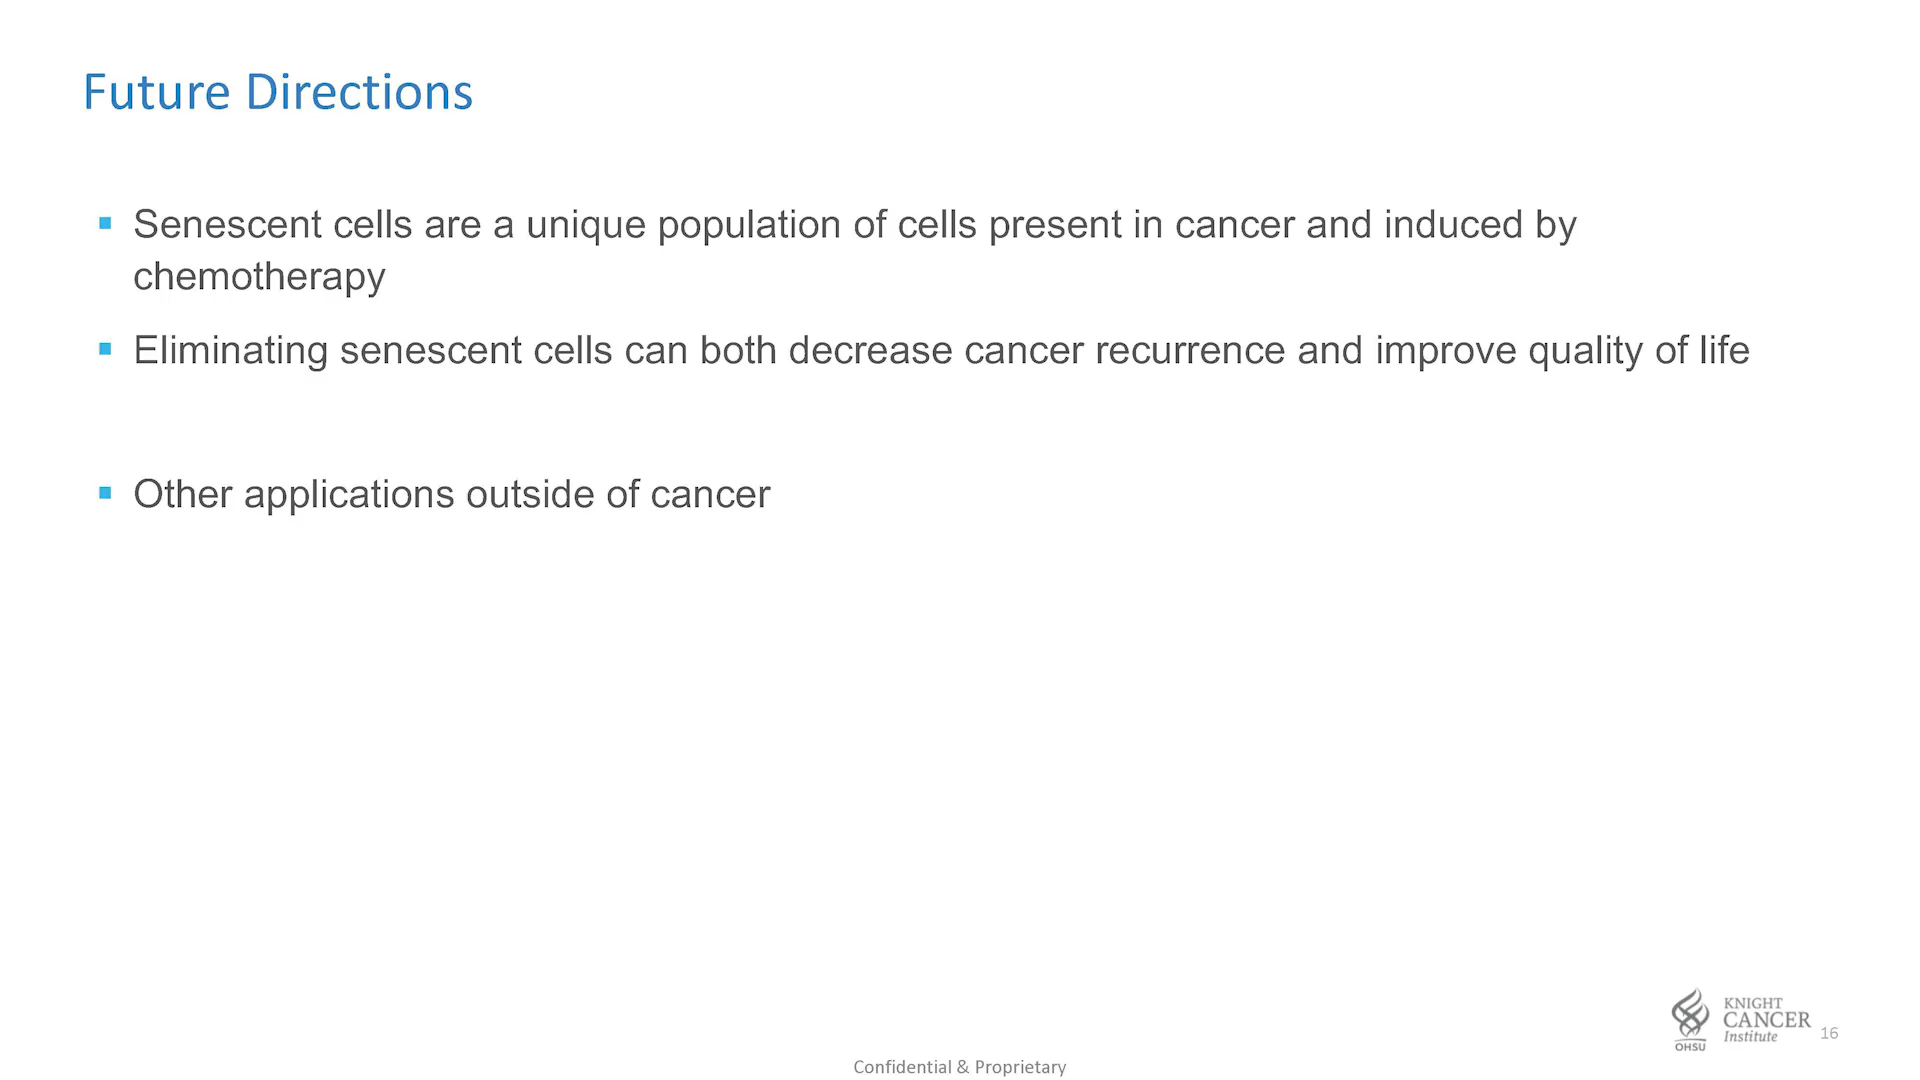 Future Directions
Senescent cells are a unique population of cells present in cancer and induced by
chemotherapy
Eliminating senescent cells can both decrease cancer recurrence and improve quality of life
Other applications outside of cancer
KNIGHT
CANCER
Institute
OHSU
16
Confidential & Proprietary